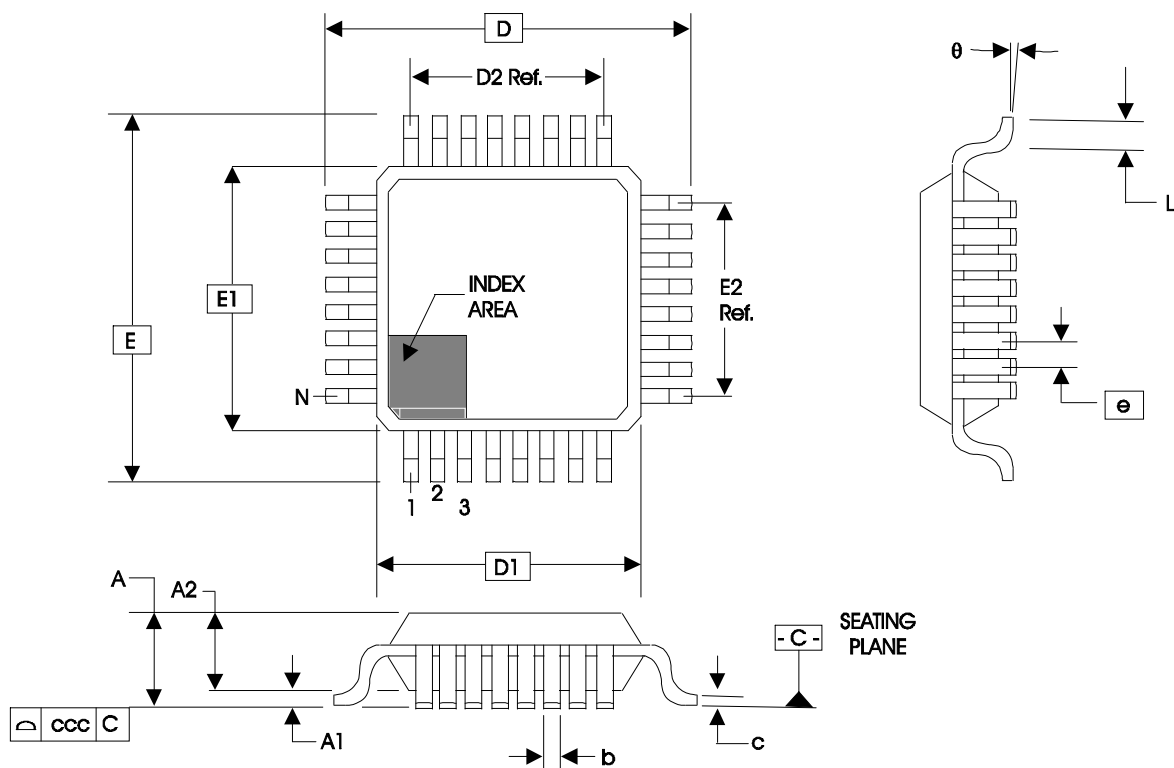 D
D2 Ref.
θ
L
E
E1
INDEX
AREA
E2
Ref.
N
e
1
2
3
D1
A
A2
- C -
SEATING
PLANE
ccc C
A1
b
c